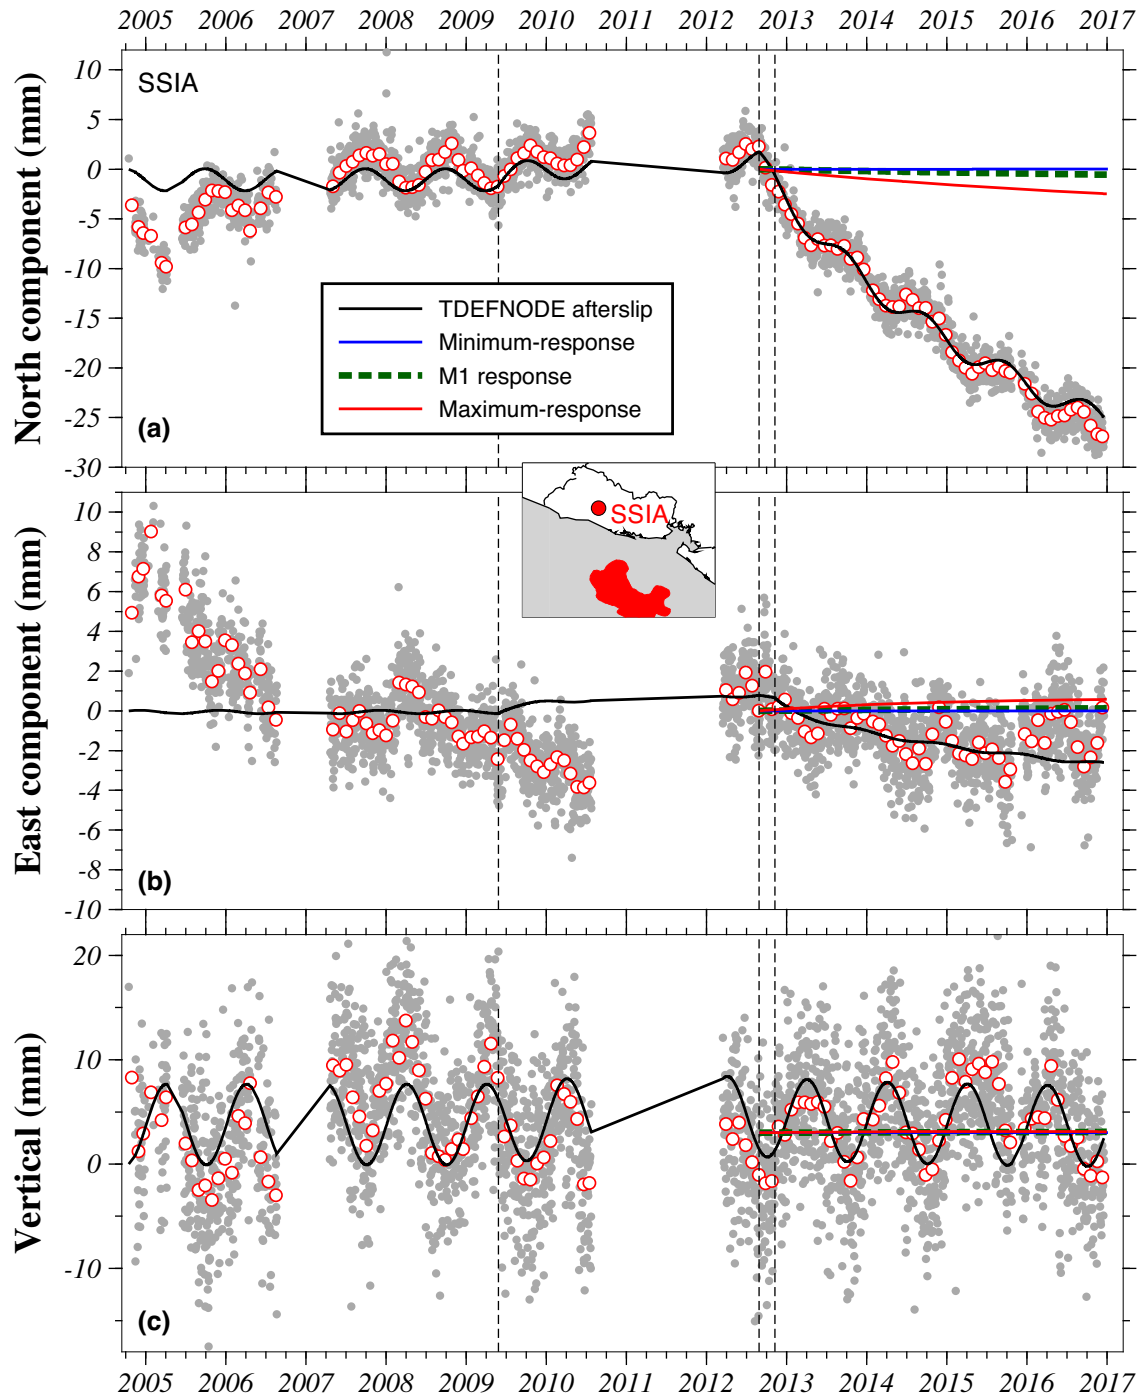 2005 2006 2007 2008 2009 2010 2011 2012 2013 2014 2015 2016 2017
North component (mm)
10
5
0
-5
-10
-15
-20
-25
-30
SSIA
TDEFNODE afterslip
Minimum-response
M1 response
Maximum-response
(a)
SSIA
East component (mm)
10
8
6
4
2
0
-2
-4
-6
-8
-10
(b)
Vertical (mm)
20
10
0
-10
(c)
2005 2006 2007 2008 2009 2010 2011 2012 2013 2014 2015 2016 2017